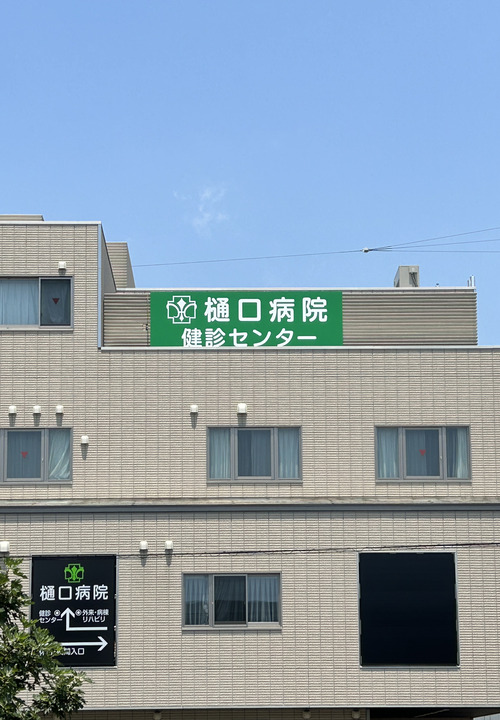 樋口病院
健診センター
樋口病院
健診
センター
外来・病棟
リハビリ
入口